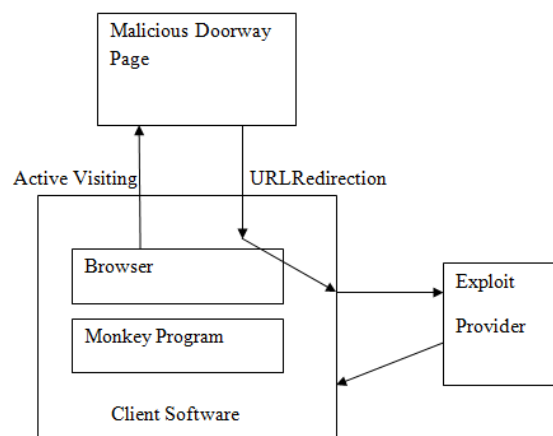 Malicious Doorway
Page
Active Visiting
URLRedirection
Browser
Monkey Program
Client Software
Exploit
Provider